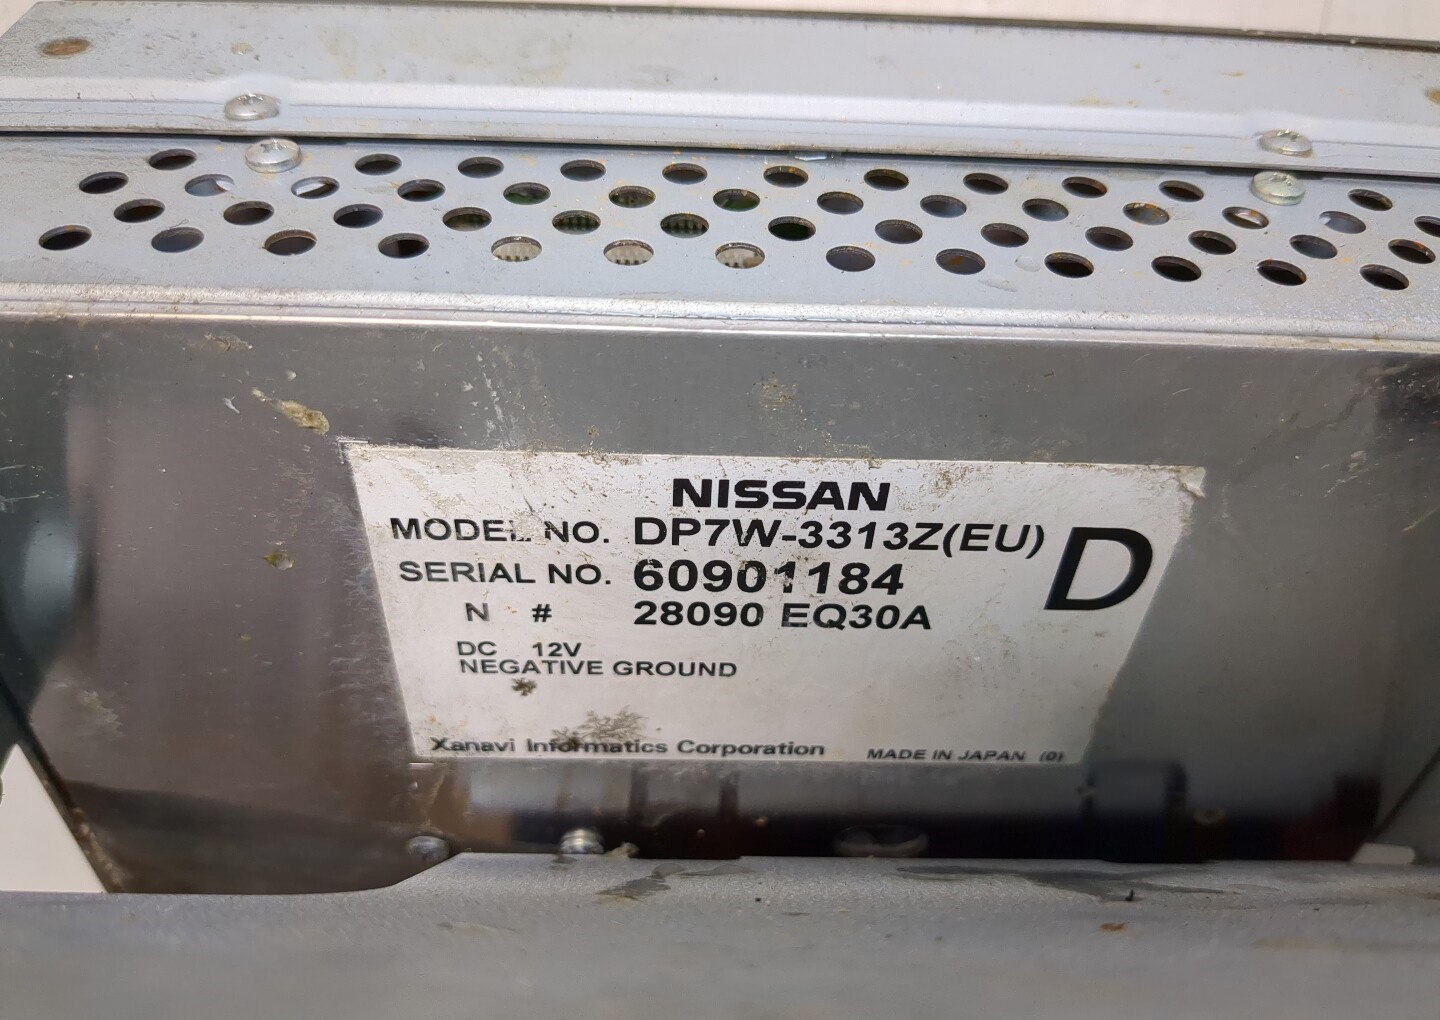 NISSAN
MODEL NO. DP7W-3313Z(EU) D
SERIAL NO. 60901184
N # 28090 EQ30A
DC 12V
NEGATIVE GROUND
Xanavi Informatics Corporation MADE IN JAPAN (0)